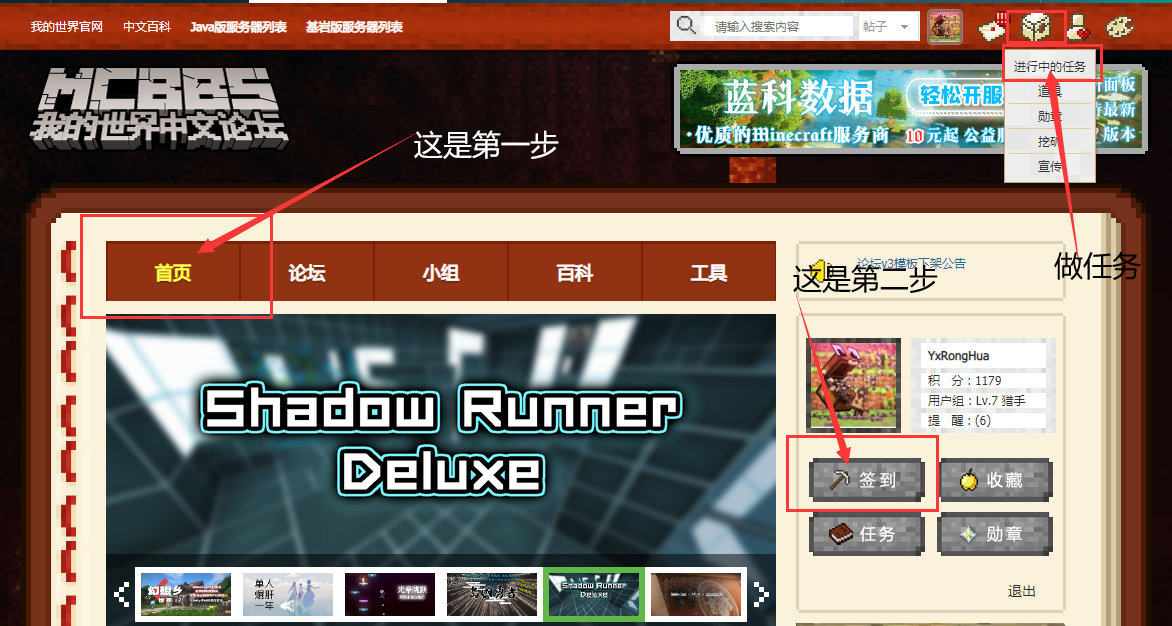 我的世界官网 中文百科 Java版服务器列表 基岩版服务器列表
请输入搜索内容 帖子
进行中的任务
道具
勋章
挖矿
宣传
MCBBS
我的世界中文论坛
蓝科数据 轻松开服
·优质的Minecraft服务商 10元起 公益服
面板
最新
版本
这是第一步
首页 论坛 小组 百科 工具
论坛v3模板下架公告
这是第二步
做任务
Shadow Runner
Deluxe
YxRongHua
积 分:1179
用户组:Lv.7 猎手
提 醒:(6)
签到 收藏
任务 勋章
退出
幻想乡
单人
爆肝
一年
Shadow Runner
Deluxe